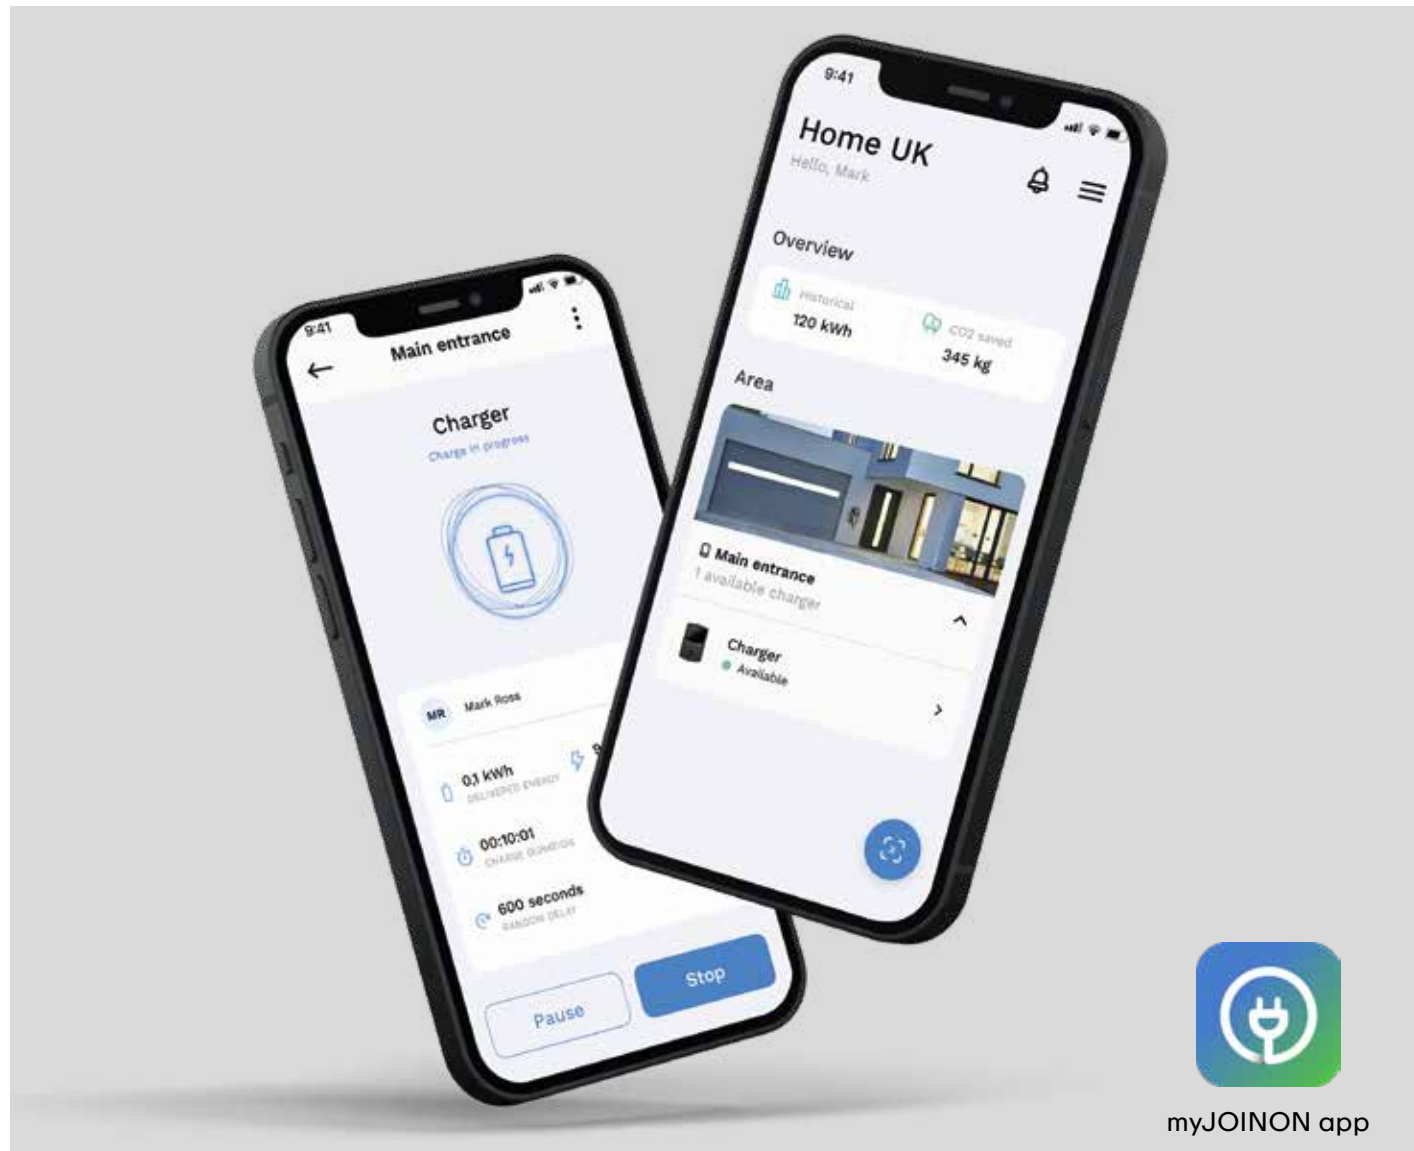 9:41
Main entrance
Charger
Charge in progress
MR Mark Ross
0,1 kWh
DELIVERED ENERGY
00:10:01
CHARGE DURATION
600 seconds
RANDOM DELAY
Pause
Stop
9:41
Home UK
Hello, Mark
Overview
Historical
120 kWh
CO2 saved
345 kg
Area
Main entrance
1 available charger
Charger
Available
myJOINON app